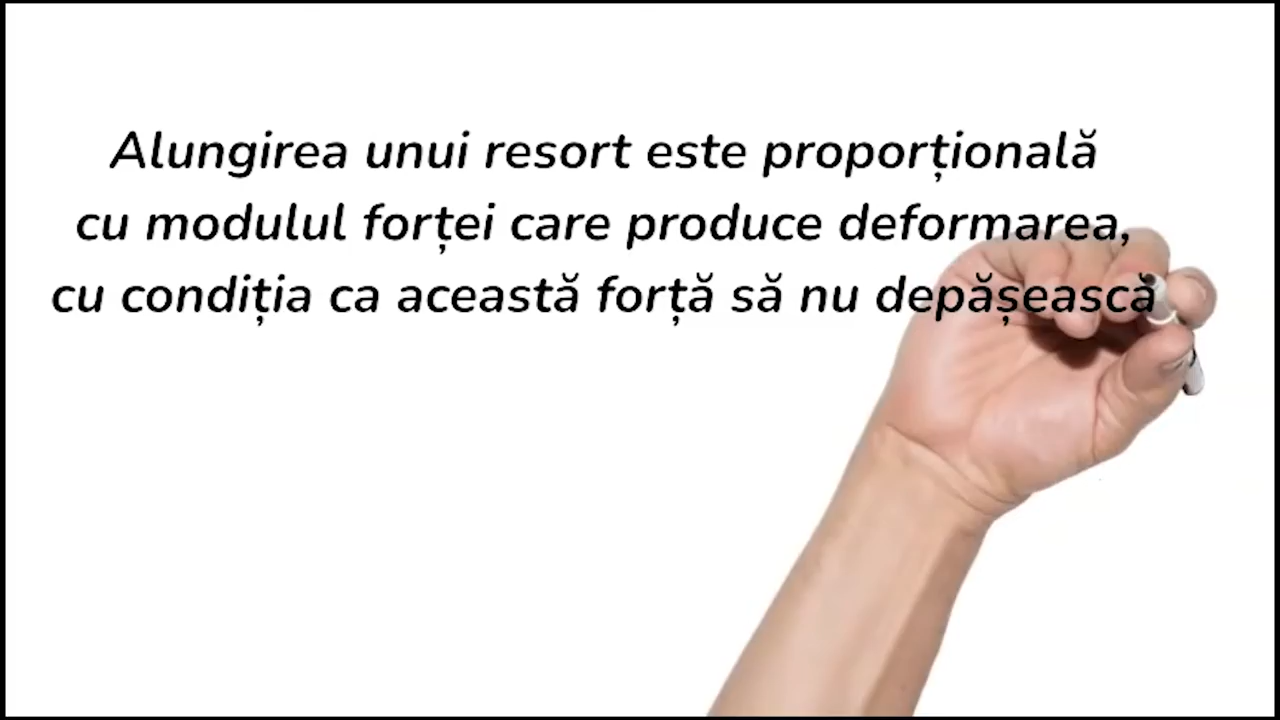 Alungirea unui resort este proporțională
cu modulul forței care produce deformarea,
cu condiția ca această forță să nu depășească